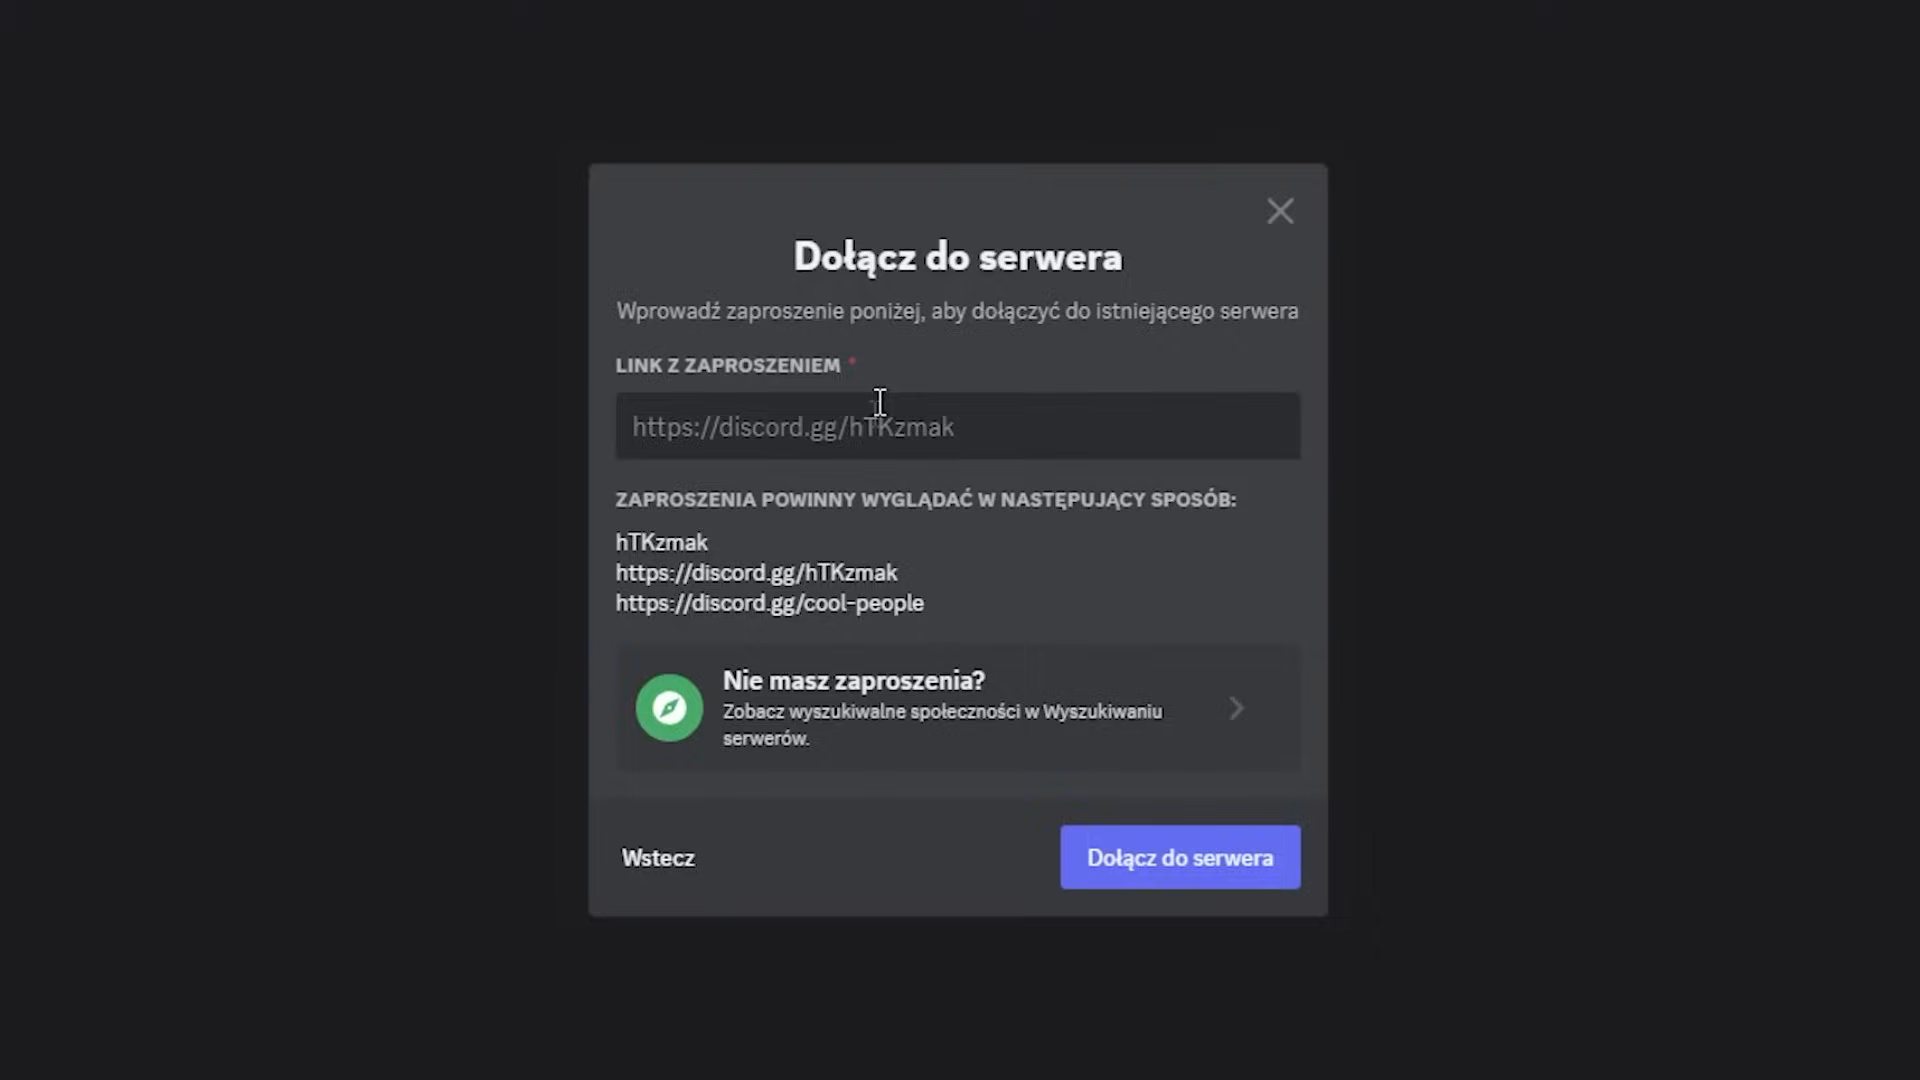 Dołącz do serwera
Wprowadź zaproszenie poniżej, aby dołączyć do istniejącego serwera
LINK Z ZAPROSZENIEM *
https://discord.gg/hTKzmak
ZAPROSZENIA POWINNY WYGLĄDAĆ W NASTĘPUJĄCY SPOSÓB:
hTKzmak
https://discord.gg/hTKzmak
https://discord.gg/cool-people
Nie masz zaproszenia?
Zobacz wyszukiwalne społeczności w Wyszukiwaniu
serwerów.
Wstecz
Dołącz do serwera